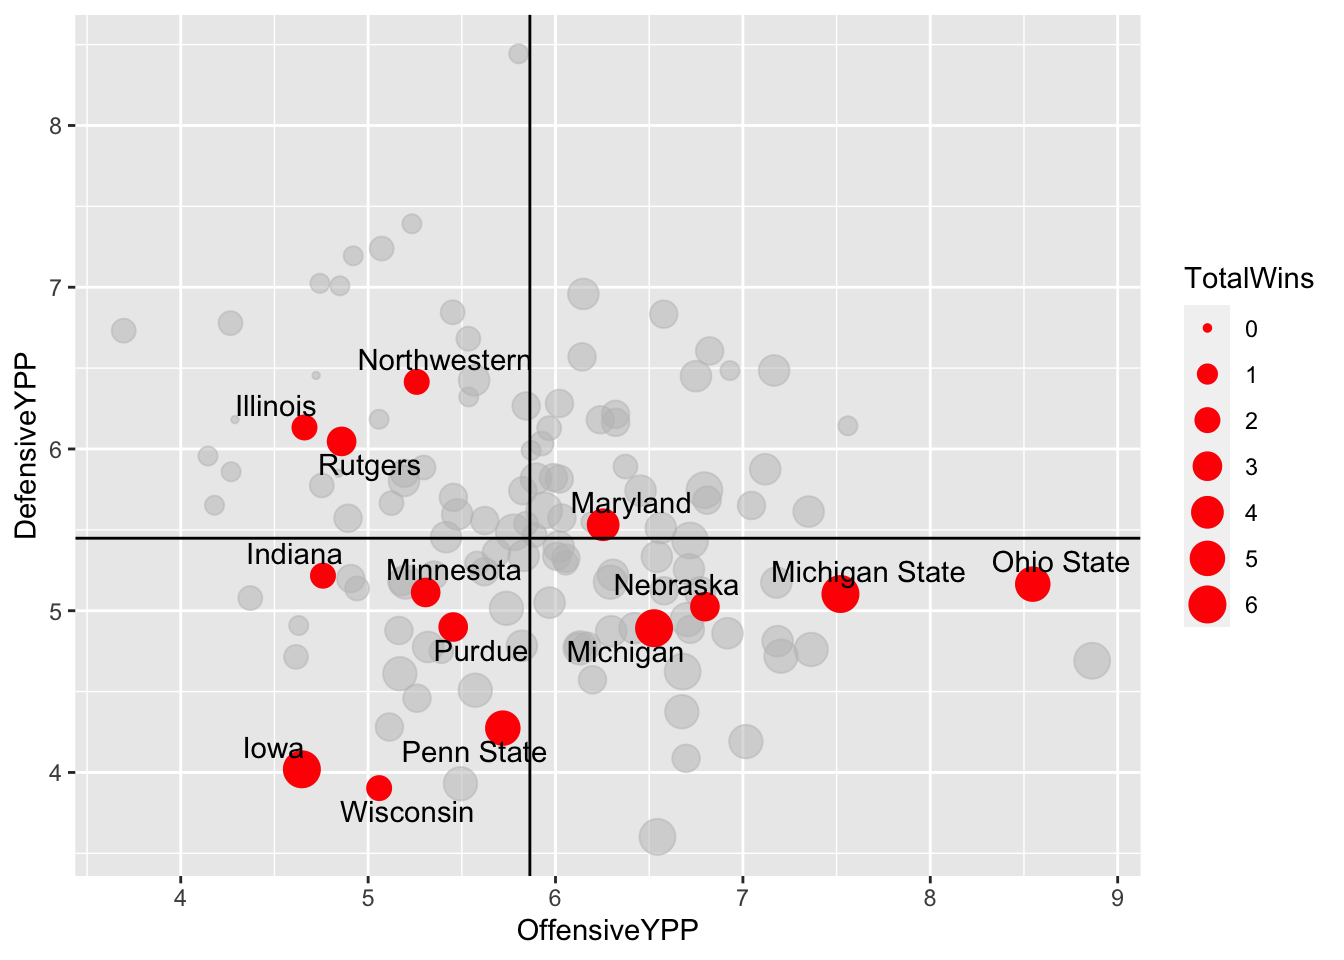 8
7
6
5
4
DefensiveYPP
Northwestern
Illinois
Rutgers
Maryland
Indiana
Minnesota
Nebraska
Michigan State
Ohio State
Purdue
Michigan
Iowa
Penn State
Wisconsin
4
5
6
7
8
9
OffensiveYPP
TotalWins
0
1
2
3
4
5
6